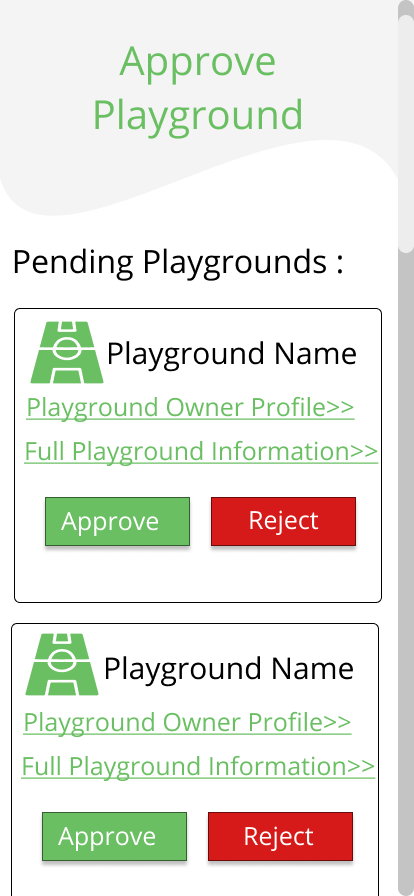 Approve
Playground
Pending Playgrounds :
Playground Name
Playground Owner Profile>>
Full Playground Information>>
Approve Reject
Playground Name
Playground Owner Profile>>
Full Playground Information>>
Approve Reject